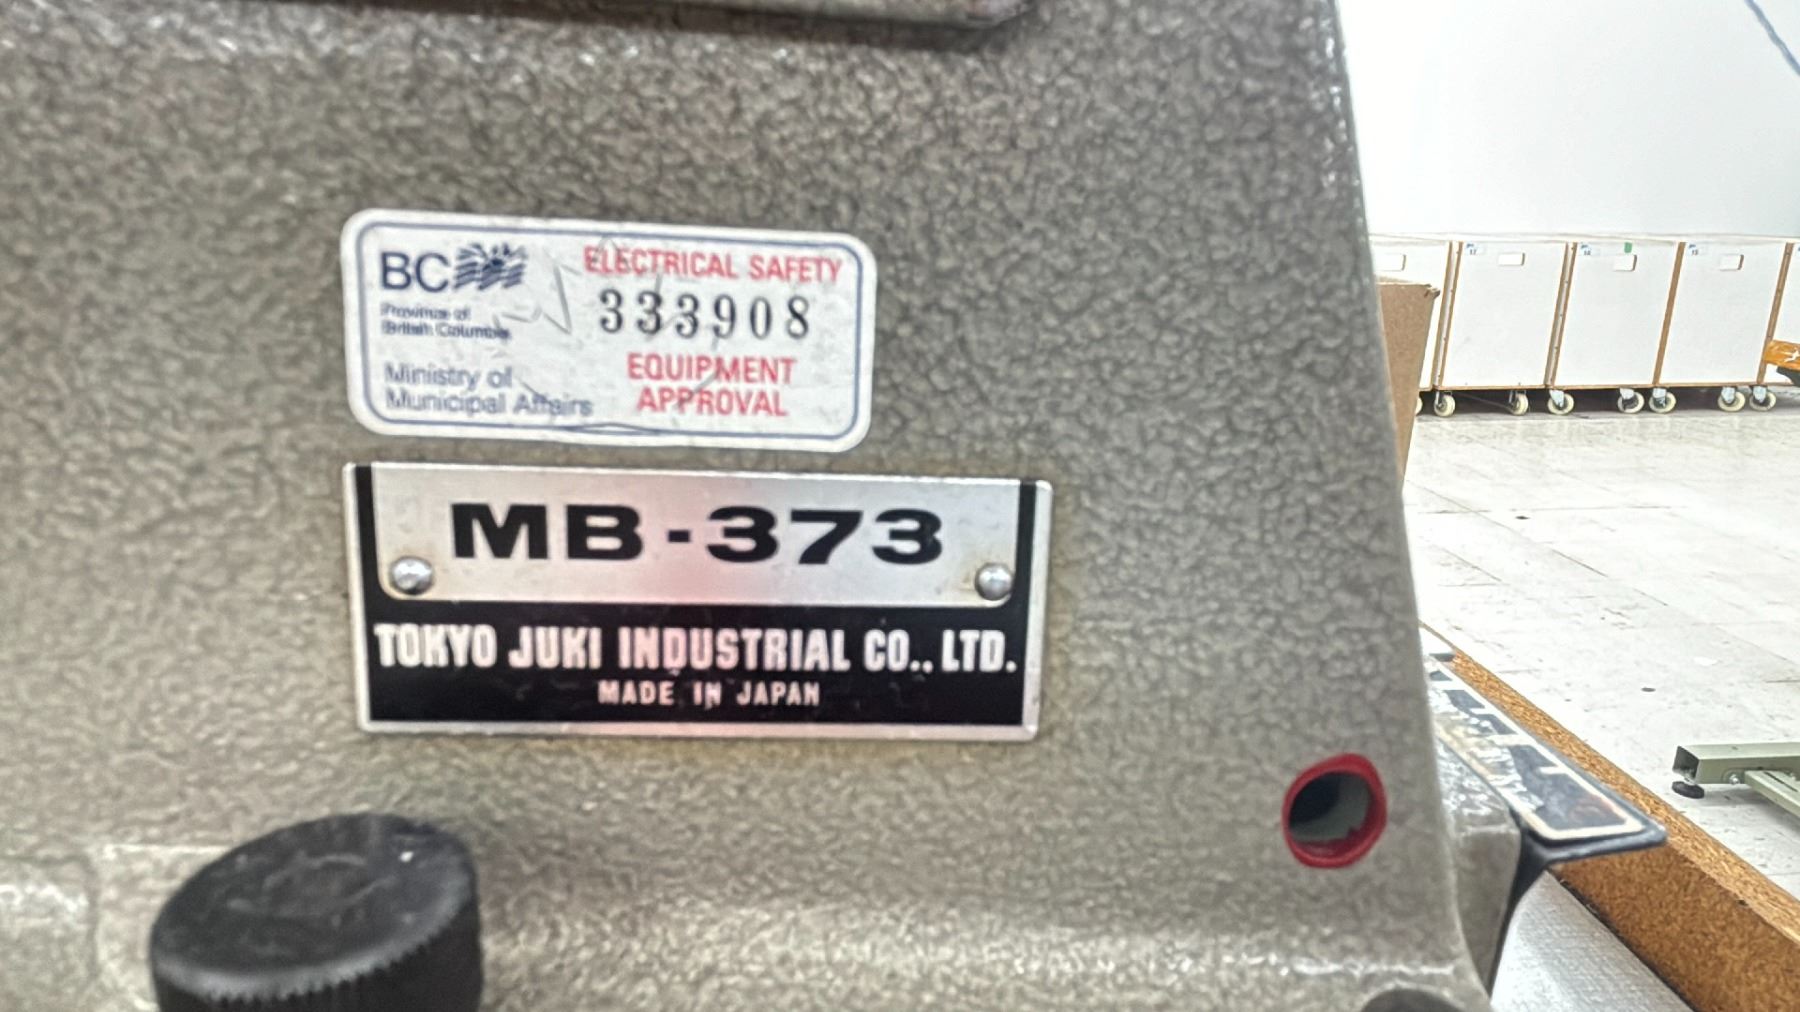 BC
Province of
British Columbia
Ministry of
Municipal Affairs
ELECTRICAL SAFETY
333908
EQUIPMENT
APPROVAL
MB-373
TOKYO JUKI INDUSTRIAL CO., LTD.
MADE IN JAPAN